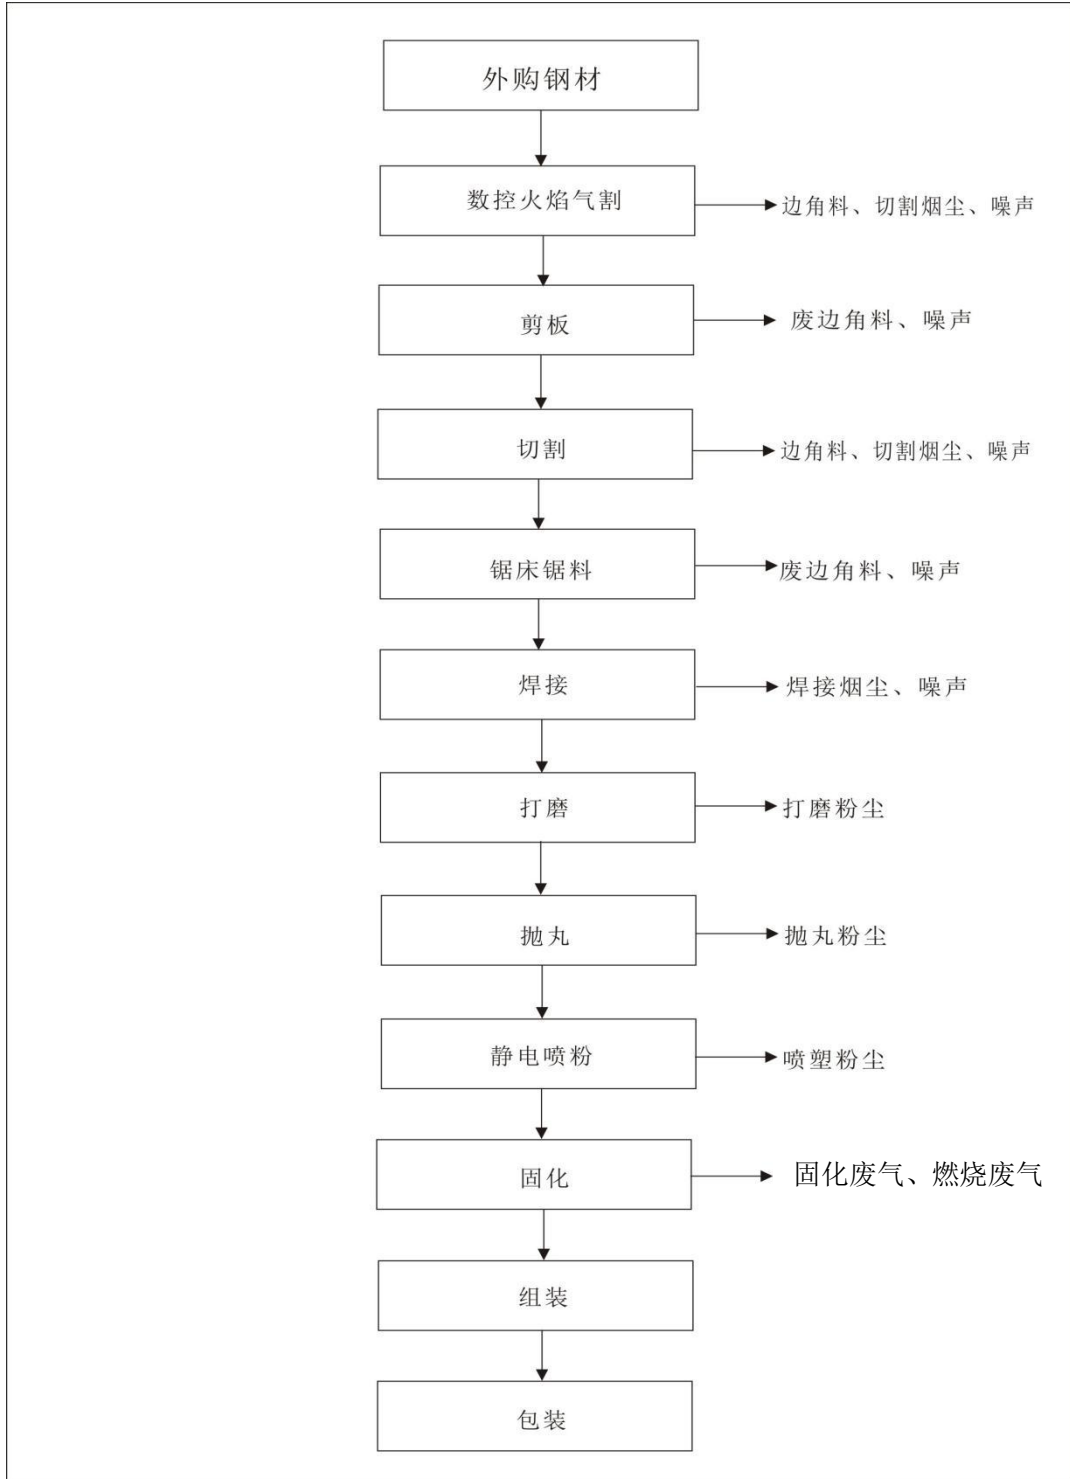 外购钢材
数控火焰气割
边角料、切割烟尘、噪声
剪板
废边角料、噪声
切割
边角料、切割烟尘、噪声
锯床锯料
废边角料、噪声
焊接
焊接烟尘、噪声
打磨
打磨粉尘
抛丸
抛丸粉尘
静电喷粉
喷塑粉尘
固化
固化废气、燃烧废气
组装
包装